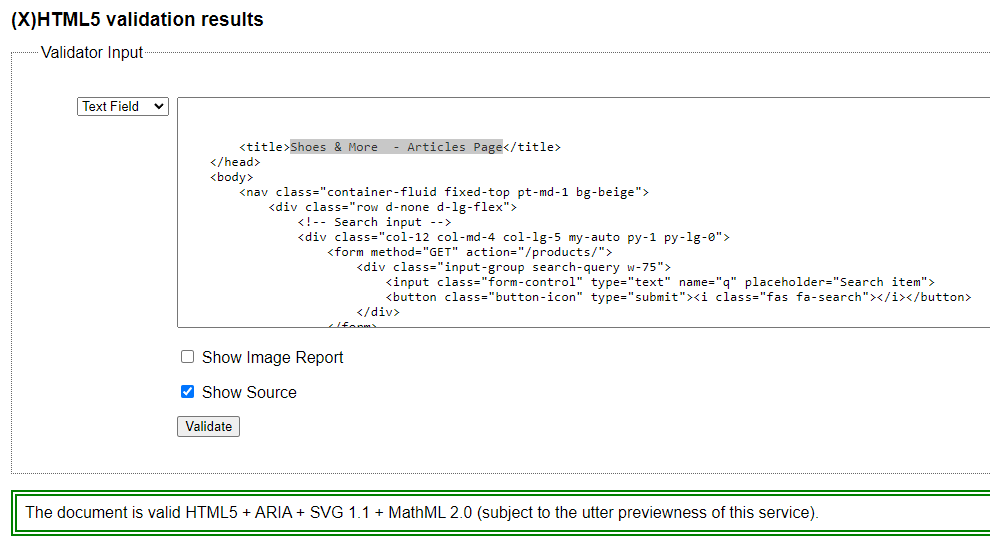 (X)HTML5 validation results
Validator Input
Text Field
<title>Shoes & More  - Articles Page</title>
</head>
<body>
<nav class="container-fluid fixed-top pt-md-1 bg-beige">
<div class="row d-none d-lg-flex">
<!-- Search input -->
<div class="col-12 col-md-4 col-lg-5 my-auto py-1 py-lg-0">
<form method="GET" action="/products/">
<div class="input-group search-query w-75">
<input class="form-control" type="text" name="q" placeholder="Search item">
<button class="button-icon" type="submit"><i class="fas fa-search"></i></button>
</div>
</form>
Show Image Report
Show Source
Validate
The document is valid HTML5 + ARIA + SVG 1.1 + MathML 2.0 (subject to the utter previewness of this service).